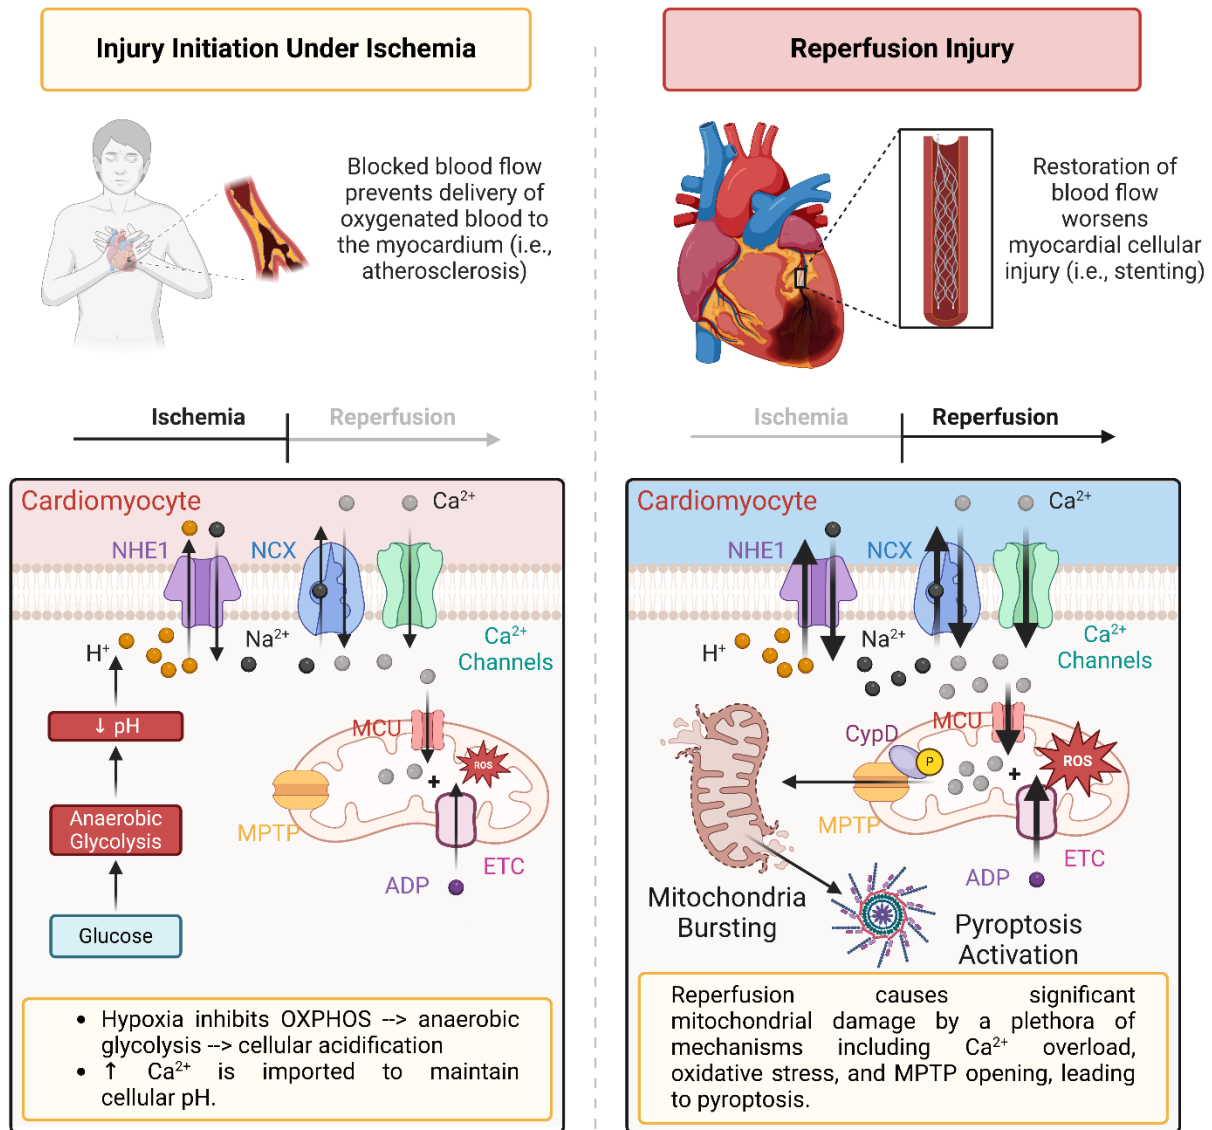 Injury Initiation Under Ischemia
Blocked blood flow
prevents delivery of
oxygenated blood to
the myocardium (i.e.,
atherosclerosis)
Ischemia
Reperfusion
Cardiomyocyte
Ca²⁺
NHE1
NCX
H⁺
Na²⁺
Ca²⁺
Channels
↓ pH
MCU
ROS
+
Anaerobic
Glycolysis
MPTP
ETC
ADP
Glucose
• Hypoxia inhibits OXPHOS --> anaerobic
glycolysis --> cellular acidification
• ↑ Ca²⁺ is imported to maintain
cellular pH.
Reperfusion Injury
Restoration of
blood flow
worsens
myocardial cellular
injury (i.e., stenting)
Ischemia
Reperfusion
Cardiomyocyte
Ca²⁺
NHE1
NCX
H⁺
Na²⁺
Ca²⁺
Channels
MCU
CypD
P
ROS
+
MPTP
ETC
ADP
Mitochondria
Bursting
Pyroptosis
Activation
Reperfusion causes significant
mitochondrial damage by a plethora of
mechanisms including Ca²⁺ overload,
oxidative stress, and MPTP opening, leading
to pyroptosis.